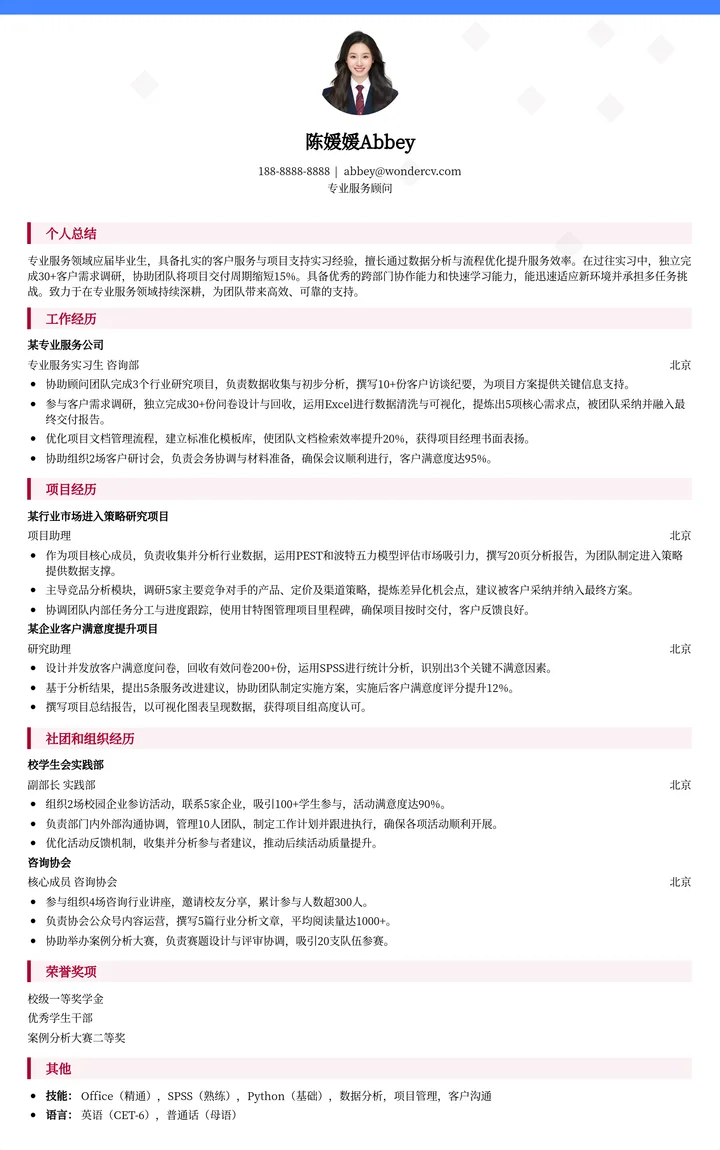 陈媛媛Abbey
188-8888-8888 | abbey@wondercv.com
专业服务顾问
个人总结
专业服务领域应届毕业生，具备扎实的客户服务与项目支持实习经验，擅长通过数据分析与流程优化提升服务效率。在过往实习中，独立完
成30+客户需求调研，协助团队将项目交付周期缩短15%。具备优秀的跨部门协作能力和快速学习能力，能迅速适应新环境并承担多任务挑
战。致力于在专业服务领域持续深耕，为团队带来高效、可靠的支持。
工作经历
某专业服务公司
专业服务实习生 咨询部 北京
• 协助顾问团队完成3个行业研究项目，负责数据收集与初步分析，撰写10+份客户访谈纪要，为项目方案提供关键信息支持。
• 参与客户需求调研，独立完成30+份问卷设计与回收，运用Excel进行数据清洗与可视化，提炼出5项核心需求点，被团队采纳并融入最
终交付报告。
• 优化项目文档管理流程，建立标准化模板库，使团队文档检索效率提升20%，获得项目经理书面表扬。
• 协助组织2场客户研讨会，负责会务协调与材料准备，确保会议顺利进行，客户满意度达95%。
项目经历
某行业市场进入策略研究项目
项目助理 北京
• 作为项目核心成员，负责收集并分析行业数据，运用PEST和波特五力模型评估市场吸引力，撰写20页分析报告，为团队制定进入策略
提供数据支撑。
• 主导竞品分析模块，调研5家主要竞争对手的产品、定价及渠道策略，提炼差异化机会点，建议被客户采纳并纳入最终方案。
• 协调团队内部任务分工与进度跟踪，使用甘特图管理项目里程碑，确保项目按时交付，客户反馈良好。
某企业客户满意度提升项目
研究助理 北京
• 设计并发放客户满意度问卷，回收有效问卷200+份，运用SPSS进行统计分析，识别出3个关键不满意因素。
• 基于分析结果，提出5条服务改进建议，协助团队制定实施方案，实施后客户满意度评分提升12%。
• 撰写项目总结报告，以可视化图表呈现数据，获得项目组高度认可。
社团和组织经历
校学生会实践部
副部长 实践部 北京
• 组织2场校园企业参访活动，联系5家企业，吸引100+学生参与，活动满意度达90%。
• 负责部门内外部沟通协调，管理10人团队，制定工作计划并跟进执行，确保各项活动顺利开展。
• 优化活动反馈机制，收集并分析参与者建议，推动后续活动质量提升。
咨询协会
核心成员 咨询协会 北京
• 参与组织4场咨询行业讲座，邀请校友分享，累计参与人数超300人。
• 负责协会公众号内容运营，撰写5篇行业分析文章，平均阅读量达1000+。
• 协助举办案例分析大赛，负责赛题设计与评审协调，吸引20支队伍参赛。
荣誉奖项
校级一等奖学金
优秀学生干部
案例分析大赛二等奖
其他
• 技能： Office（精通），SPSS（熟练），Python（基础），数据分析，项目管理，客户沟通
• 语言： 英语（CET-6），普通话（母语）